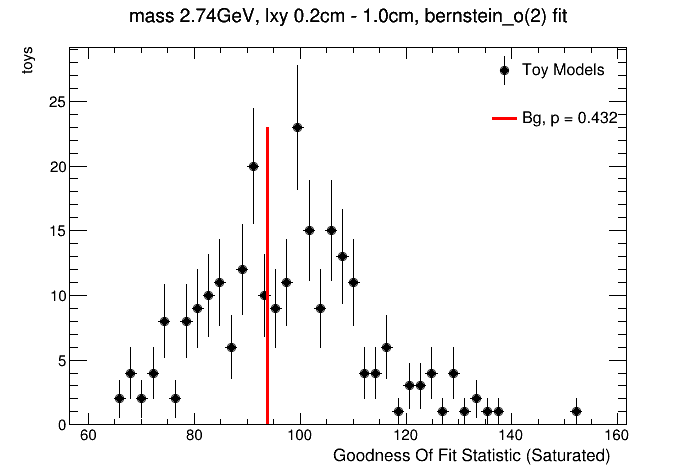 mass 2.74GeV, lxy 0.2cm - 1.0cm, bernstein_o(2) fit
toys
Toy Models
Bg, p = 0.432
25
20
15
10
5
0
60 80 100 120 140 160
Goodness Of Fit Statistic (Saturated)